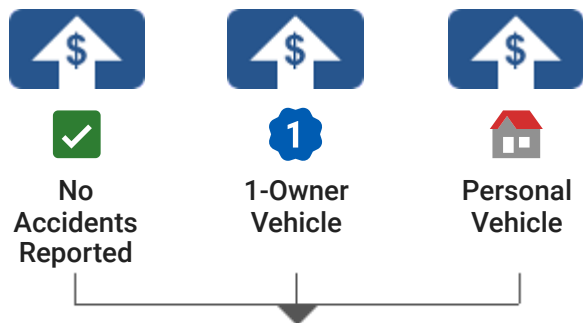 $ $ $
1
No
Accidents
Reported
1-Owner
Vehicle
Personal
Vehicle